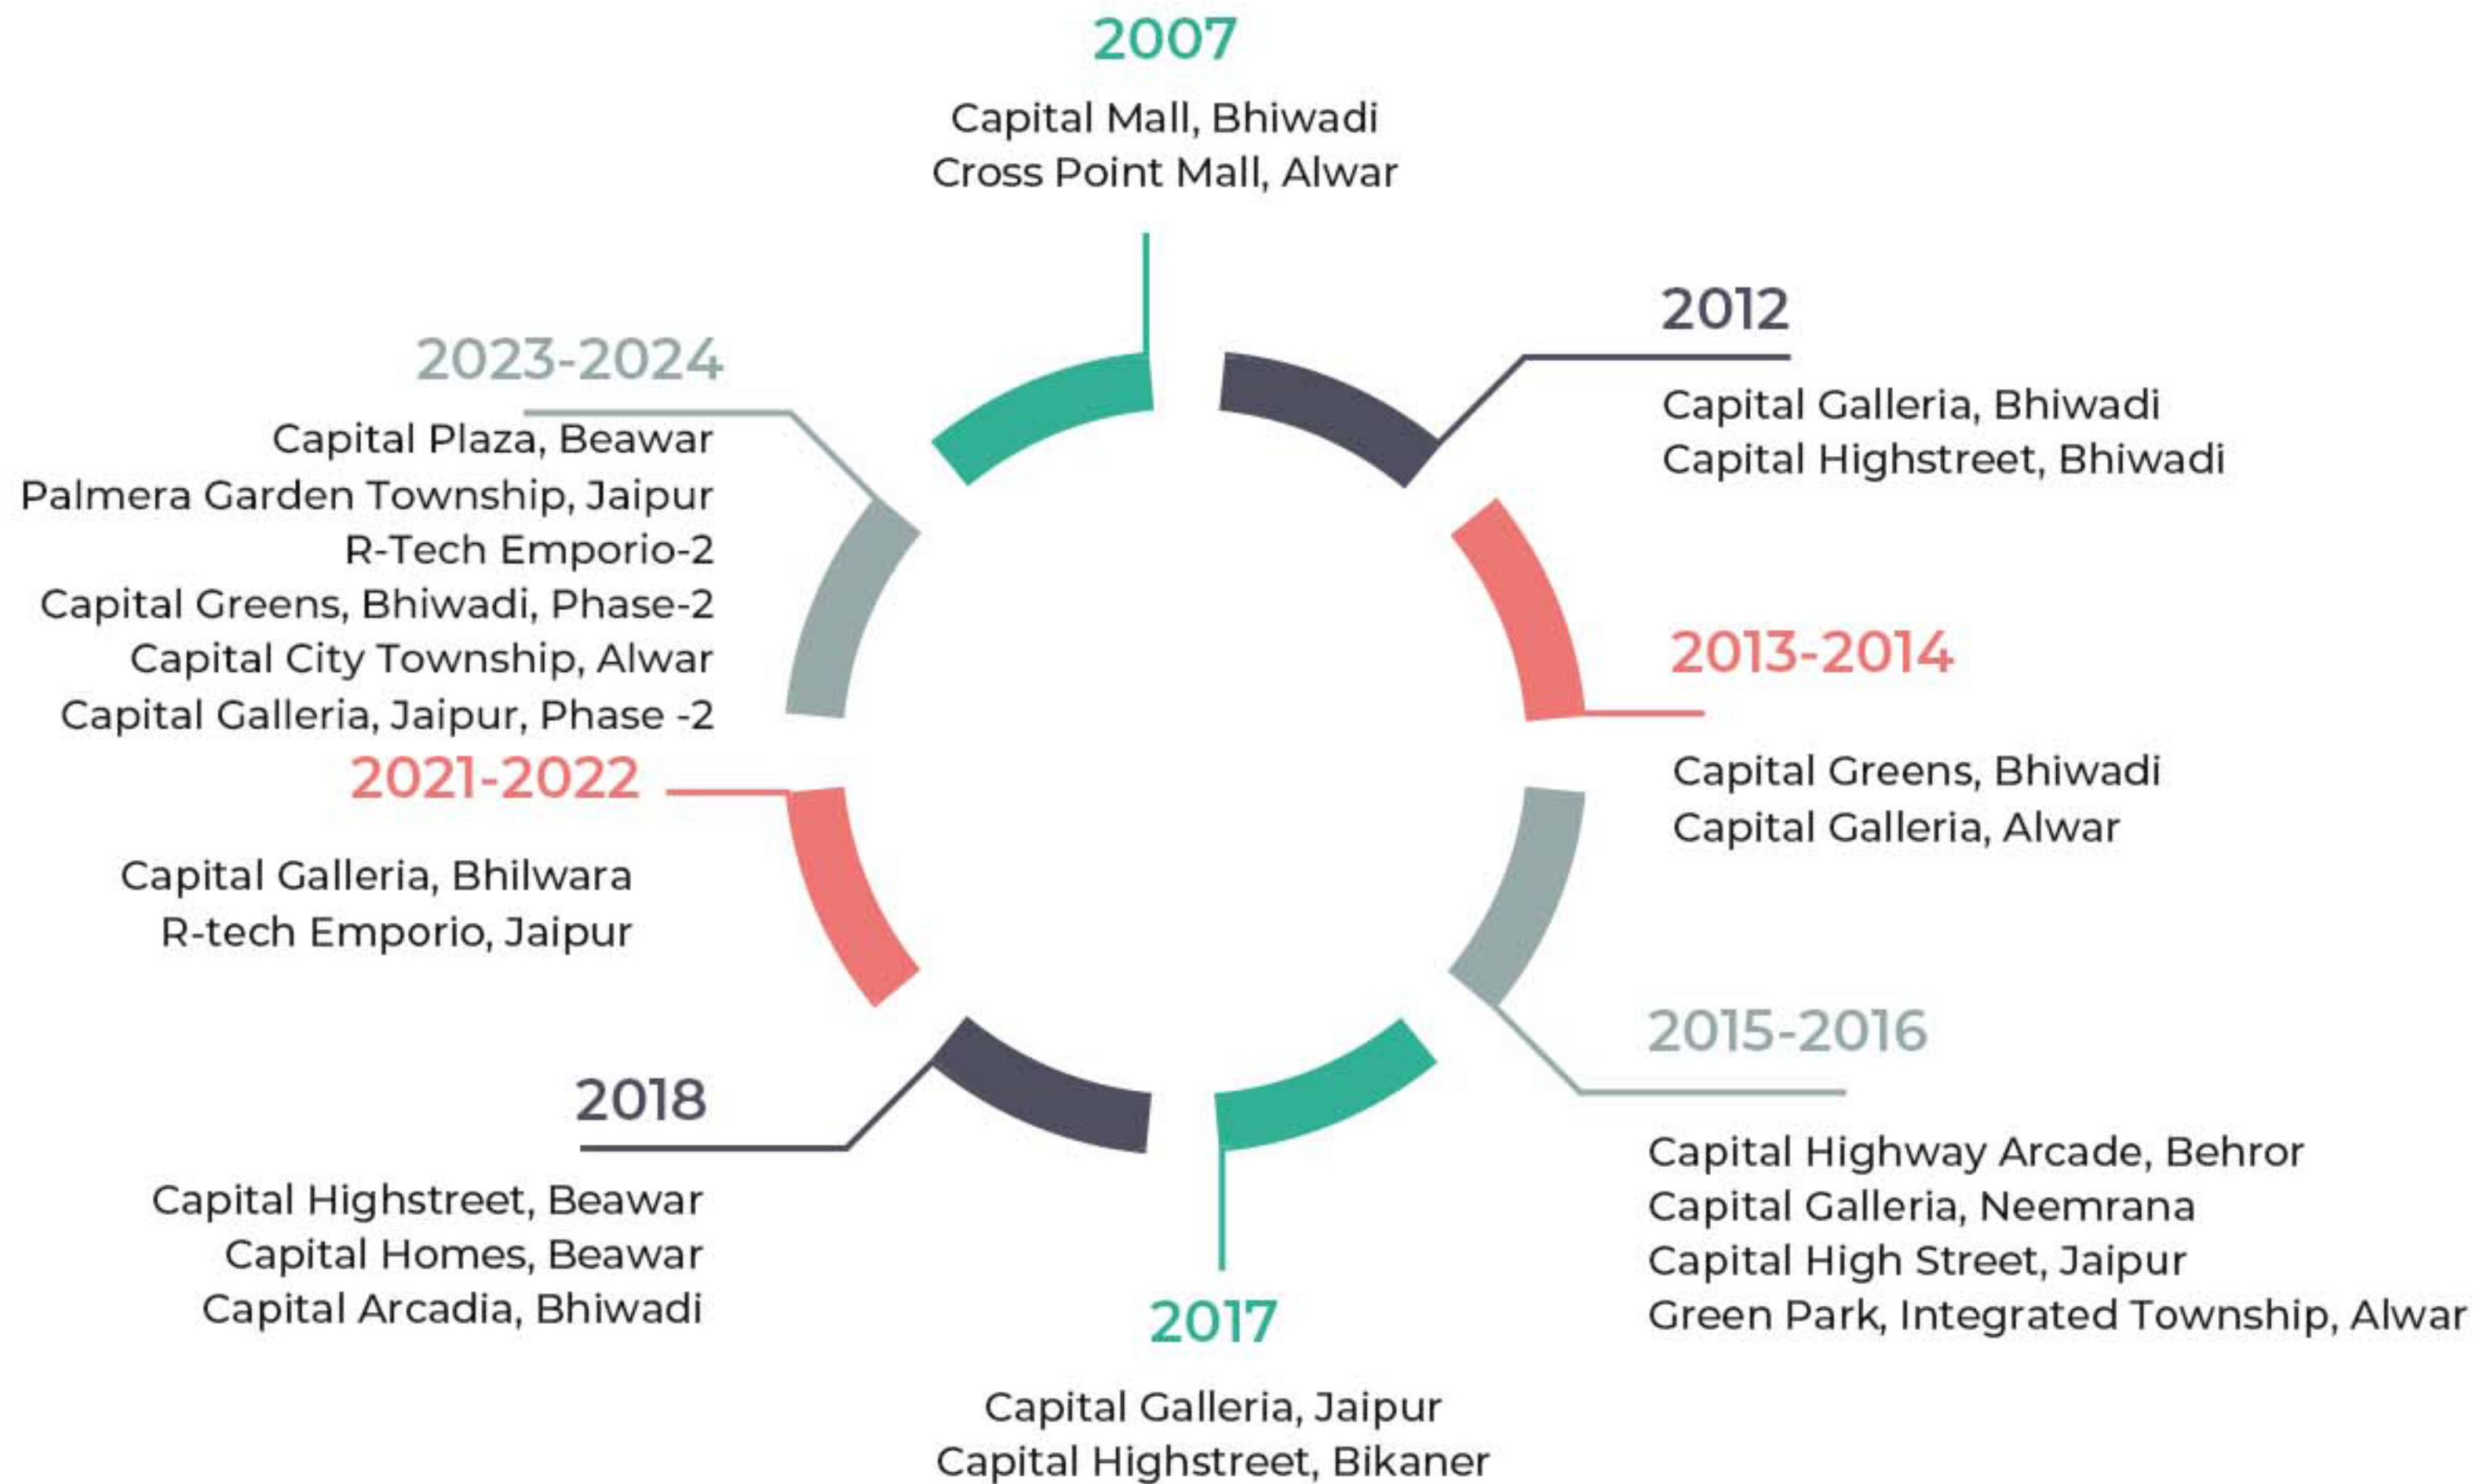 2007
Capital Mall, Bhiwadi
Cross Point Mall, Alwar
2012
Capital Galleria, Bhiwadi
Capital Highstreet, Bhiwadi
2013-2014
Capital Greens, Bhiwadi
Capital Galleria, Alwar
2015-2016
Capital Highway Arcade, Behror
Capital Galleria, Neemrana
Capital High Street, Jaipur
Green Park, Integrated Township, Alwar
2017
Capital Galleria, Jaipur
Capital Highstreet, Bikaner
2018
Capital Highstreet, Beawar
Capital Homes, Beawar
Capital Arcadia, Bhiwadi
2021-2022
Capital Galleria, Bhilwara
R-tech Emporio, Jaipur
2023-2024
Capital Plaza, Beawar
Palmera Garden Township, Jaipur
R-Tech Emporio-2
Capital Greens, Bhiwadi, Phase-2
Capital City Township, Alwar
Capital Galleria, Jaipur, Phase -2